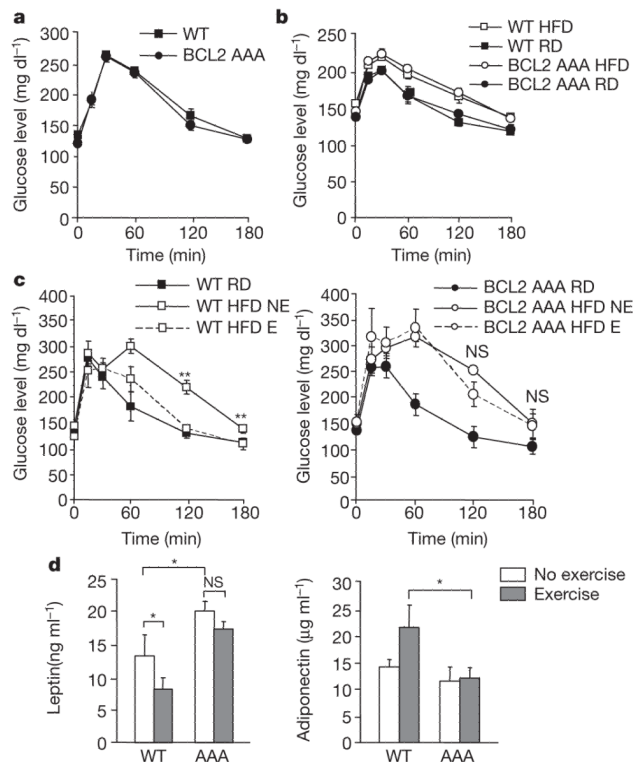 a
Glucose level (mg dl⁻¹)
300
250
200
150
100
50
0
0 60 120 180
Time (min)
WT
BCL2 AAA
b
Glucose level (mg dl⁻¹)
250
200
150
100
50
0
0 60 120 180
Time (min)
WT HFD
WT RD
BCL2 AAA HFD
BCL2 AAA RD
c
Glucose level (mg dl⁻¹)
400
350
300
250
200
150
100
50
0
0 60 120 180
Time (min)
WT RD
WT HFD NE
WT HFD E
**
**
Glucose level (mg dl⁻¹)
400
350
300
250
200
150
100
50
0
0 60 120 180
Time (min)
BCL2 AAA RD
BCL2 AAA HFD NE
BCL2 AAA HFD E
NS
NS
d
Leptin(ng ml⁻¹)
25
20
15
10
5
0
WT AAA
*
*
NS
Adiponectin (µg ml⁻¹)
30
25
20
15
10
5
0
WT AAA
*
No exercise
Exercise